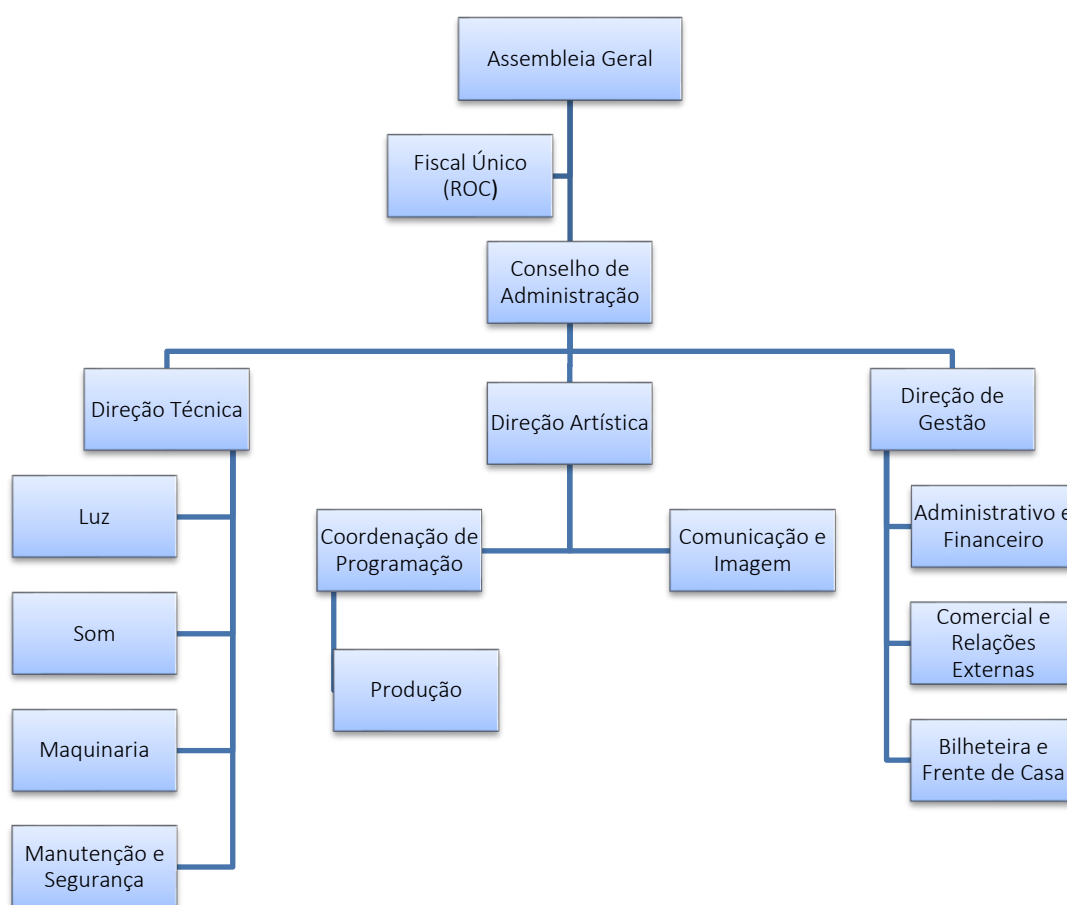 Assembleia Geral
Fiscal Único
(ROC)
Conselho de
Administração
Direção Técnica
Direção Artística
Direção de
Gestão
Luz
Som
Maquinaria
Manutenção e
Segurança
Coordenação de
Programação
Produção
Comunicação e
Imagem
Administrativo e
Financeiro
Comercial e
Relações
Externas
Bilheteira e
Frente de Casa